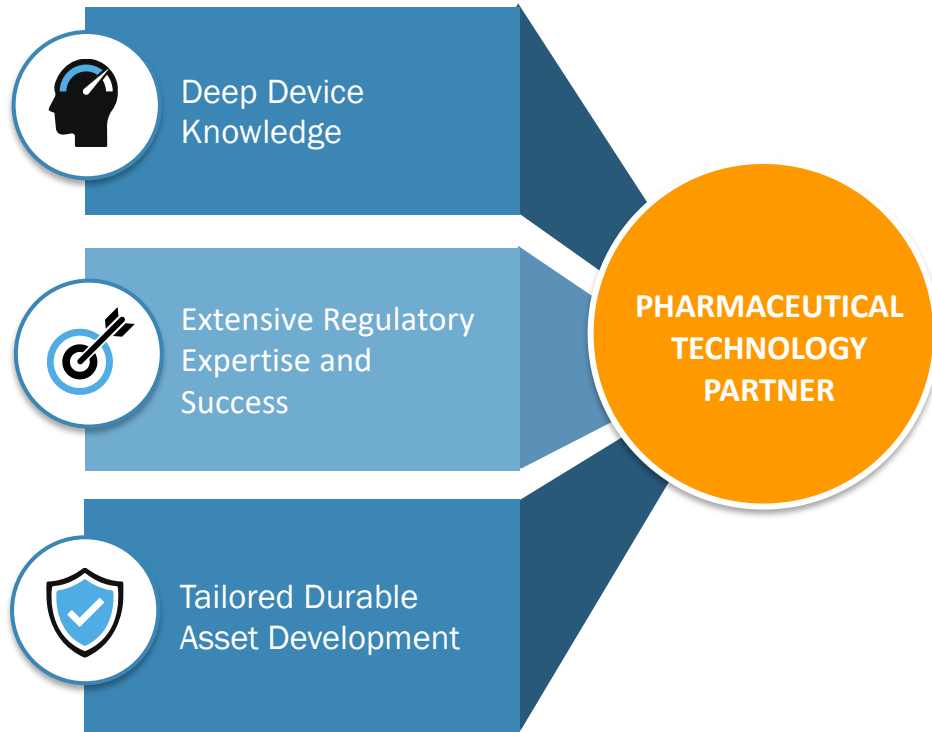 Deep Device
Knowledge
Extensive Regulatory
Expertise and
Success
Tailored Durable
Asset Development
PHARMACEUTICAL
TECHNOLOGY
PARTNER